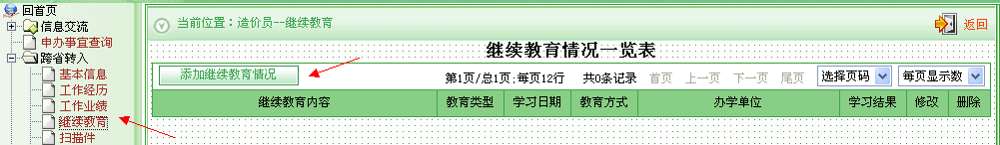 回首页
信息交流
申办事宜查询
跨省转入
基本信息
工作经历
工作业绩
继续教育
扫描件
当前位置：造价员--继续教育
返回
继续教育情况一览表
添加继续教育情况
第1页/总1页;每页12行 共0条记录 首页 上一页 下一页 尾页 选择页码 每页显示数
继续教育内容 教育类型 学习日期 教育方式 办学单位 学习结果 修改 删除